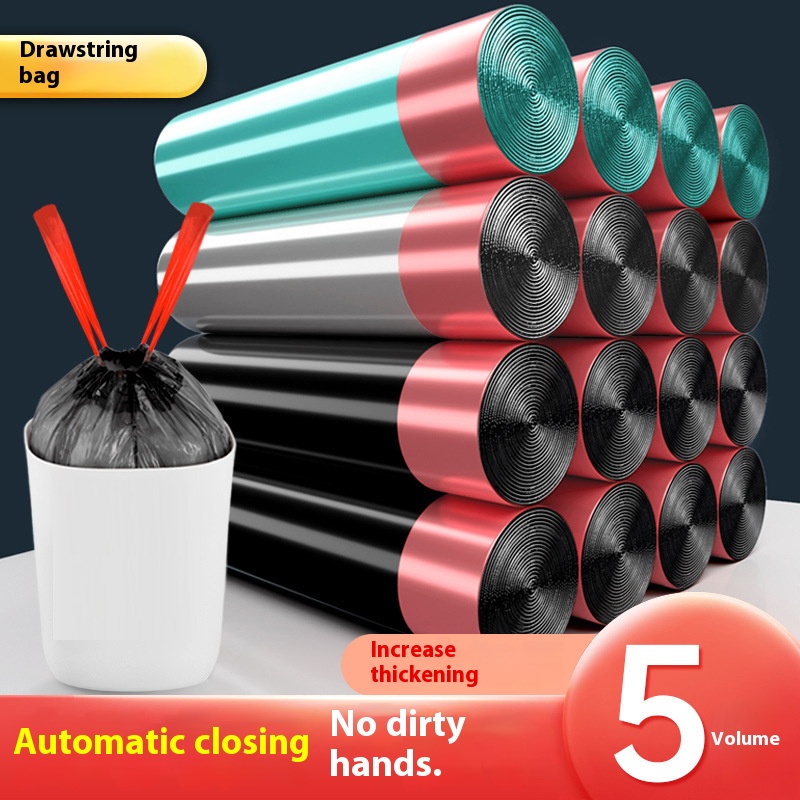 Drawstring
bag
Increase
thickening
Automatic closing
No dirty
hands.
5
Volume